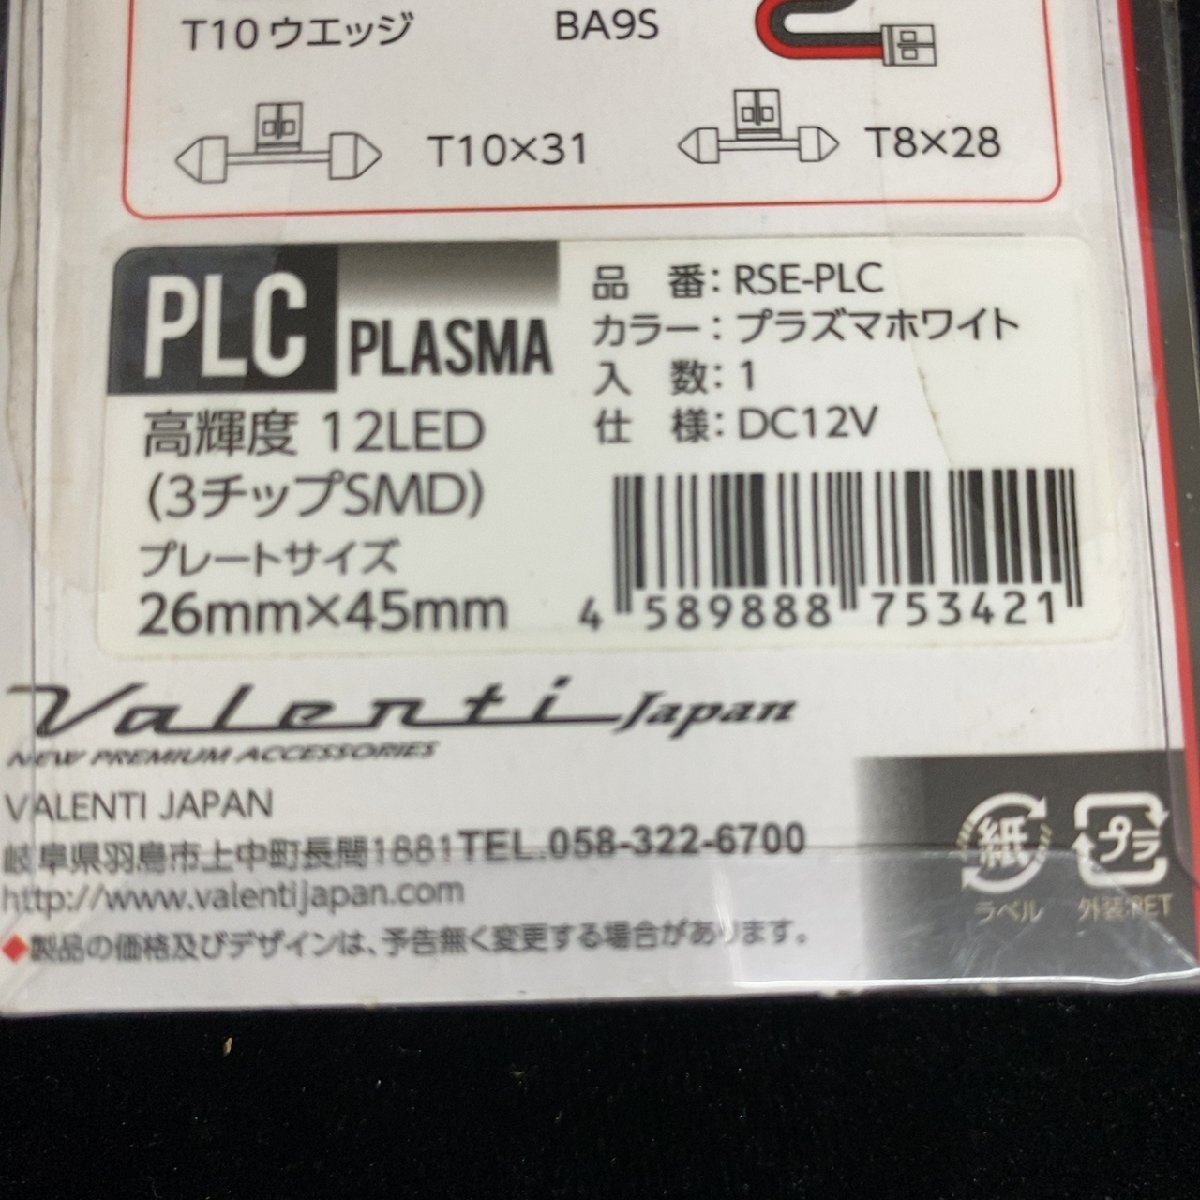 T10ウエッジ
BA9S
T10×31
T8×28
PLC PLASMA
高輝度 12LED
(3チップSMD)
プレートサイズ
26mm×45mm
品 番: RSE-PLC
カラー: プラズマホワイト
入 数: 1
仕 様: DC12V
4 589888 753421
Valenti Japan
NEW PREMIUM ACCESSORIES
VALENTI JAPAN
岐阜県羽島市上中町長間1881TEL.058-322-6700
http://www.valentijapan.com
◆製品の価格及びデザインは、予告無く変更する場合があります。
紙
ラベル
プラ
外装:PET